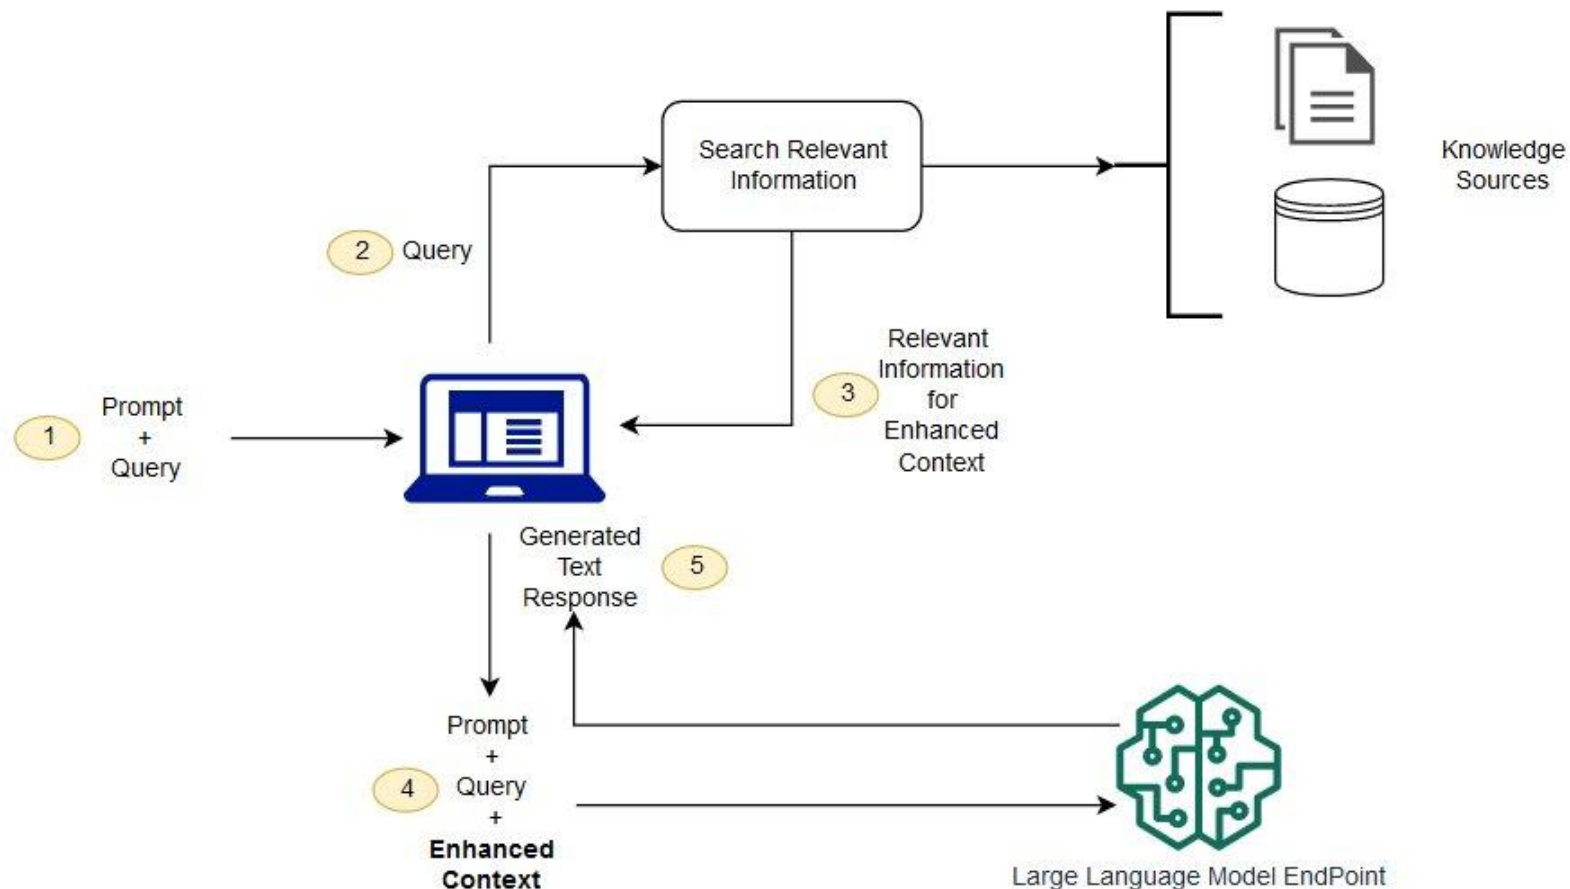 Search Relevant
Information
Knowledge
Sources
2 Query
1
Prompt
+
Query
3
Relevant
Information
for
Enhanced
Context
Generated
Text
Response
5
4
Prompt
+
Query
+
Enhanced
Context
Large Language Model EndPoint